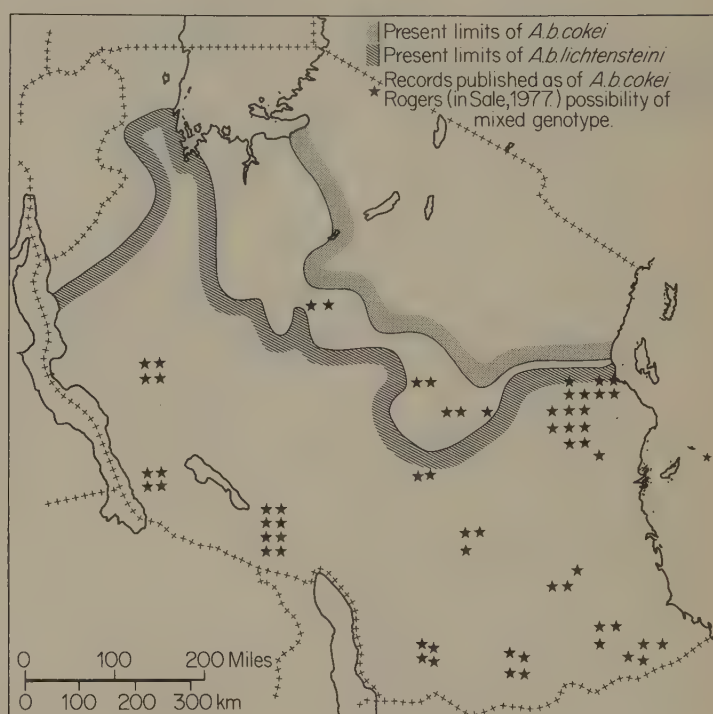 Present limits of A.b.cokei
Present limits of A.b.lichtensteini
Records published as of A.b.cokei
Rogers (in Sale, 1977.) possibility of
mixed genotype.
0 100 200 Miles
0 100 200 300 km